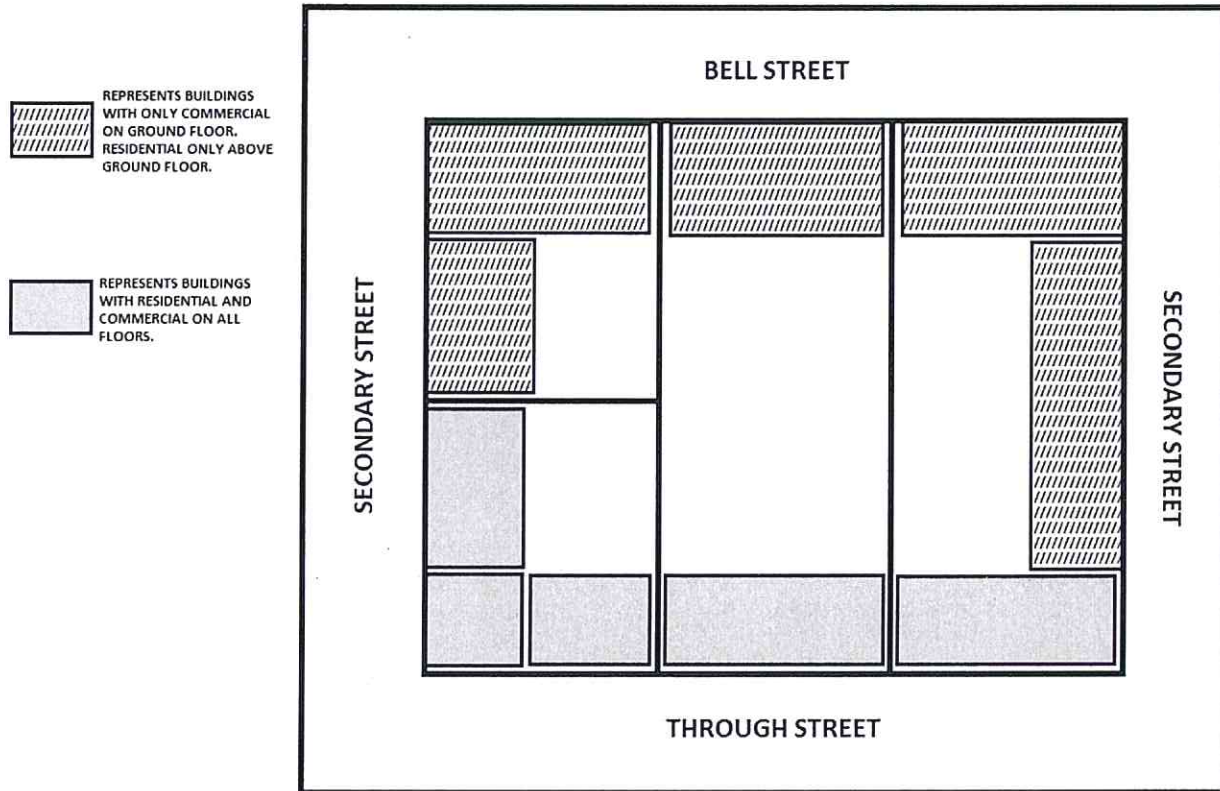 BELL STREET
REPRESENTS BUILDINGS
WITH ONLY COMMERCIAL
ON GROUND FLOOR.
RESIDENTIAL ONLY ABOVE
GROUND FLOOR.
REPRESENTS BUILDINGS
WITH RESIDENTIAL AND
COMMERCIAL ON ALL
FLOORS.
SECONDARY STREET
SECONDARY STREET
THROUGH STREET